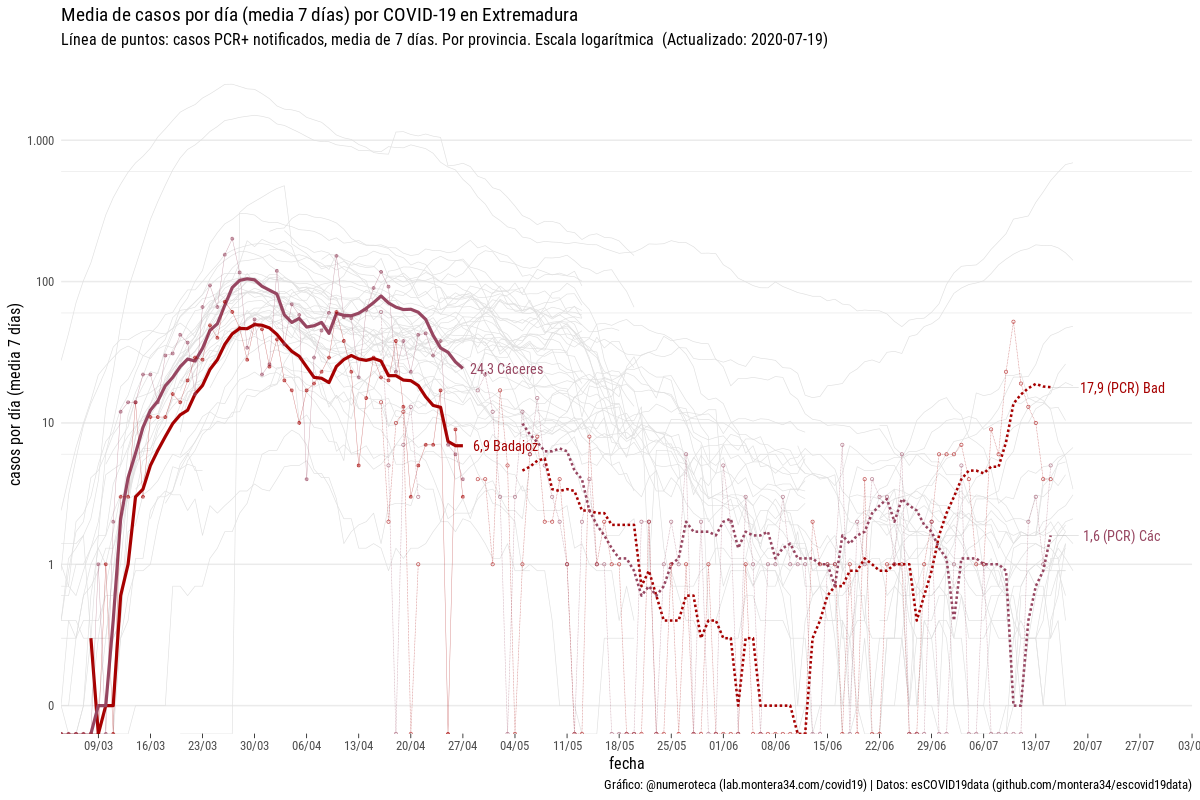 Media de casos por día (media 7 días) por COVID-19 en Extremadura
Línea de puntos: casos PCR+ notificados, media de 7 días. Por provincia. Escala logarítmica (Actualizado: 2020-07-19)
casos por día (media 7 días)
1.000
100
10
1
0
24,3 Cáceres
6,9 Badajoz
17,9 (PCR) Bad
1,6 (PCR) Các
09/03 16/03 23/03 30/03 06/04 13/04 20/04 27/04 04/05 11/05 18/05 25/05 01/06 08/06 15/06 22/06 29/06 06/07 13/07 20/07 27/07 03/0
fecha
Gráfico: @numeroteca (lab.montera34.com/covid19) | Datos: esCOVID19data (github.com/montera34/escovid19data)